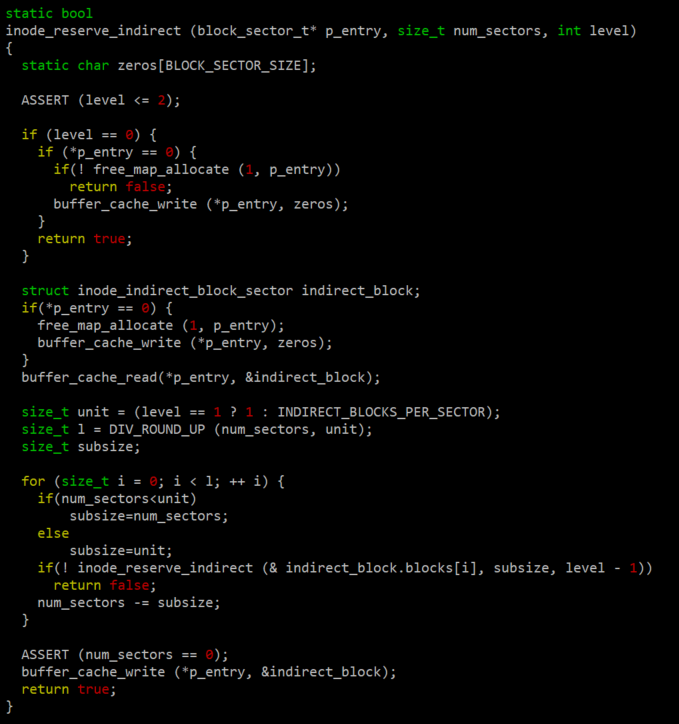 static bool
inode_reserve_indirect (block_sector_t* p_entry, size_t num_sectors, int level)
{
  static char zeros[BLOCK_SECTOR_SIZE];

  ASSERT (level <= 2);

  if (level == 0) {
    if (*p_entry == 0) {
      if(! free_map_allocate (1, p_entry))
        return false;
      buffer_cache_write (*p_entry, zeros);
    }
    return true;
  }

  struct inode_indirect_block_sector indirect_block;
  if(*p_entry == 0) {
    free_map_allocate (1, p_entry);
    buffer_cache_write (*p_entry, zeros);
  }
  buffer_cache_read(*p_entry, &indirect_block);

  size_t unit = (level == 1 ? 1 : INDIRECT_BLOCKS_PER_SECTOR);
  size_t l = DIV_ROUND_UP (num_sectors, unit);
  size_t subsize;

  for (size_t i = 0; i < l; ++ i) {
    if(num_sectors<unit)
        subsize=num_sectors;
    else
        subsize=unit;
    if(! inode_reserve_indirect (& indirect_block.blocks[i], subsize, level - 1))
      return false;
    num_sectors -= subsize;
  }

  ASSERT (num_sectors == 0);
  buffer_cache_write (*p_entry, &indirect_block);
  return true;
}